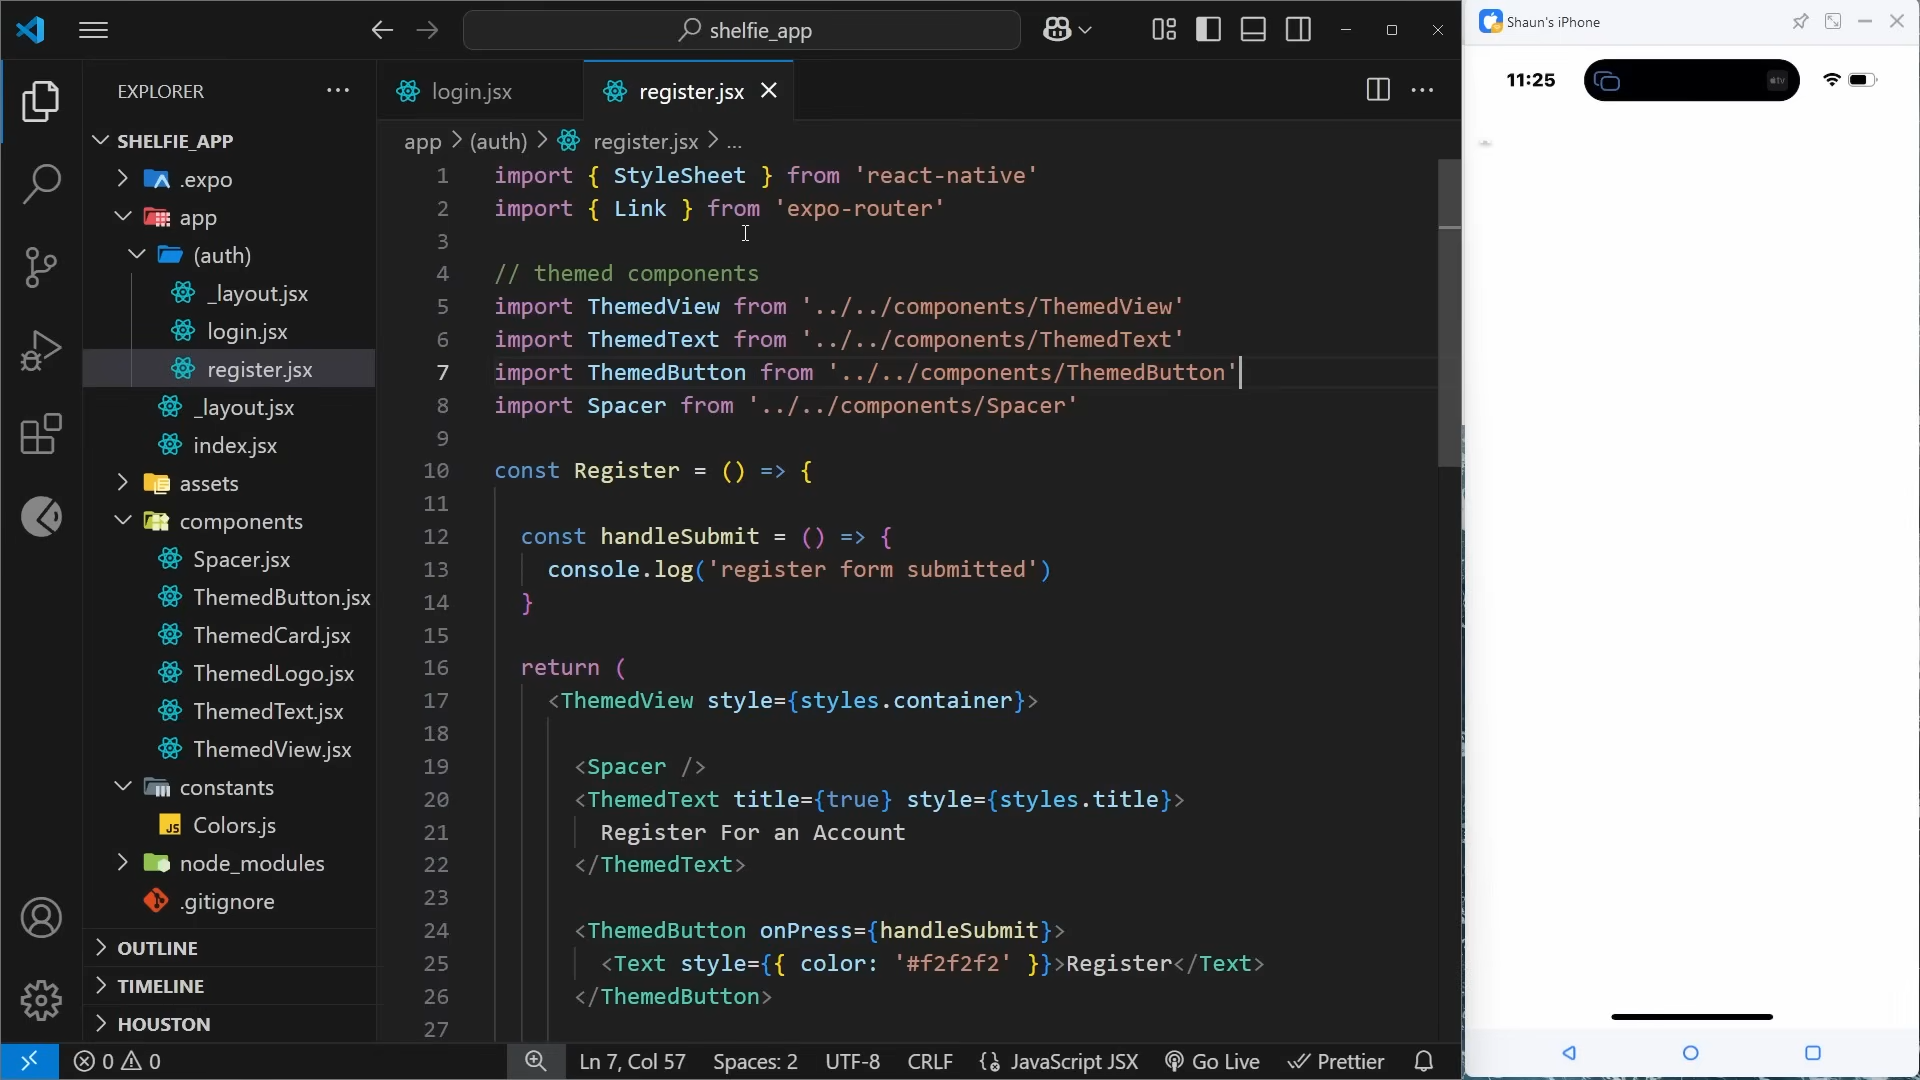 shelfie_app
Shaun's iPhone
11:25
tv
EXPLORER
login.jsx
register.jsx
app > (auth) > register.jsx > ...
SHELFIE_APP
.expo
app
(auth)
_layout.jsx
login.jsx
register.jsx
_layout.jsx
index.jsx
assets
components
Spacer.jsx
ThemedButton.jsx
ThemedCard.jsx
ThemedLogo.jsx
ThemedText.jsx
ThemedView.jsx
constants
JS Colors.js
node_modules
.gitignore
OUTLINE
TIMELINE
HOUSTON
1 import { StyleSheet } from 'react-native'
2 import { Link } from 'expo-router'
3
4 // themed components
5 import ThemedView from '../../components/ThemedView'
6 import ThemedText from '../../components/ThemedText'
7 import ThemedButton from '../../components/ThemedButton'
8 import Spacer from '../../components/Spacer'
9
10 const Register = () => {
11
12 const handleSubmit = () => {
13 console.log('register form submitted')
14 }
15
16 return (
17 <ThemedView style={styles.container}>
18
19 <Spacer />
20 <ThemedText title={true} style={styles.title}>
21 Register For an Account
22 </ThemedText>
23
24 <ThemedButton onPress={handleSubmit}>
25 <Text style={{ color: '#f2f2f2' }}>Register</Text>
26 </ThemedButton>
27
0 0
Ln 7, Col 57
Spaces: 2
UTF-8
CRLF
{} JavaScript JSX
Go Live
Prettier